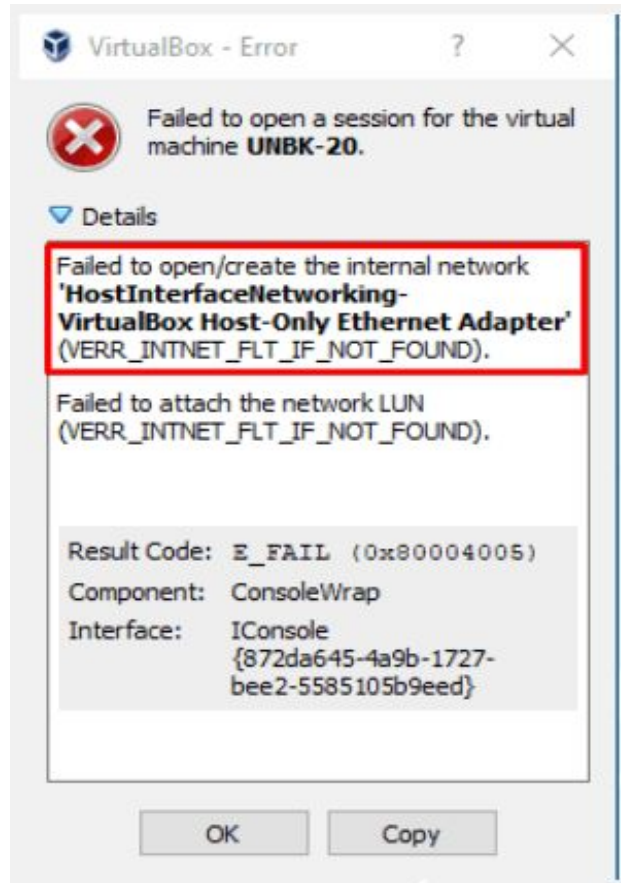 VirtualBox - Error ? ×
Failed to open a session for the virtual
machine UNBK-20.
Details
Failed to open/create the internal network
'HostInterfaceNetworking-
VirtualBox Host-Only Ethernet Adapter'
(VERR_INTNET_FLT_IF_NOT_FOUND).
Failed to attach the network LUN
(VERR_INTNET_FLT_IF_NOT_FOUND).
Result Code: E_FAIL (0x80004005)
Component: ConsoleWrap
Interface: IConsole
{872da645-4a9b-1727-
bee2-5585105b9eed}
OK Copy